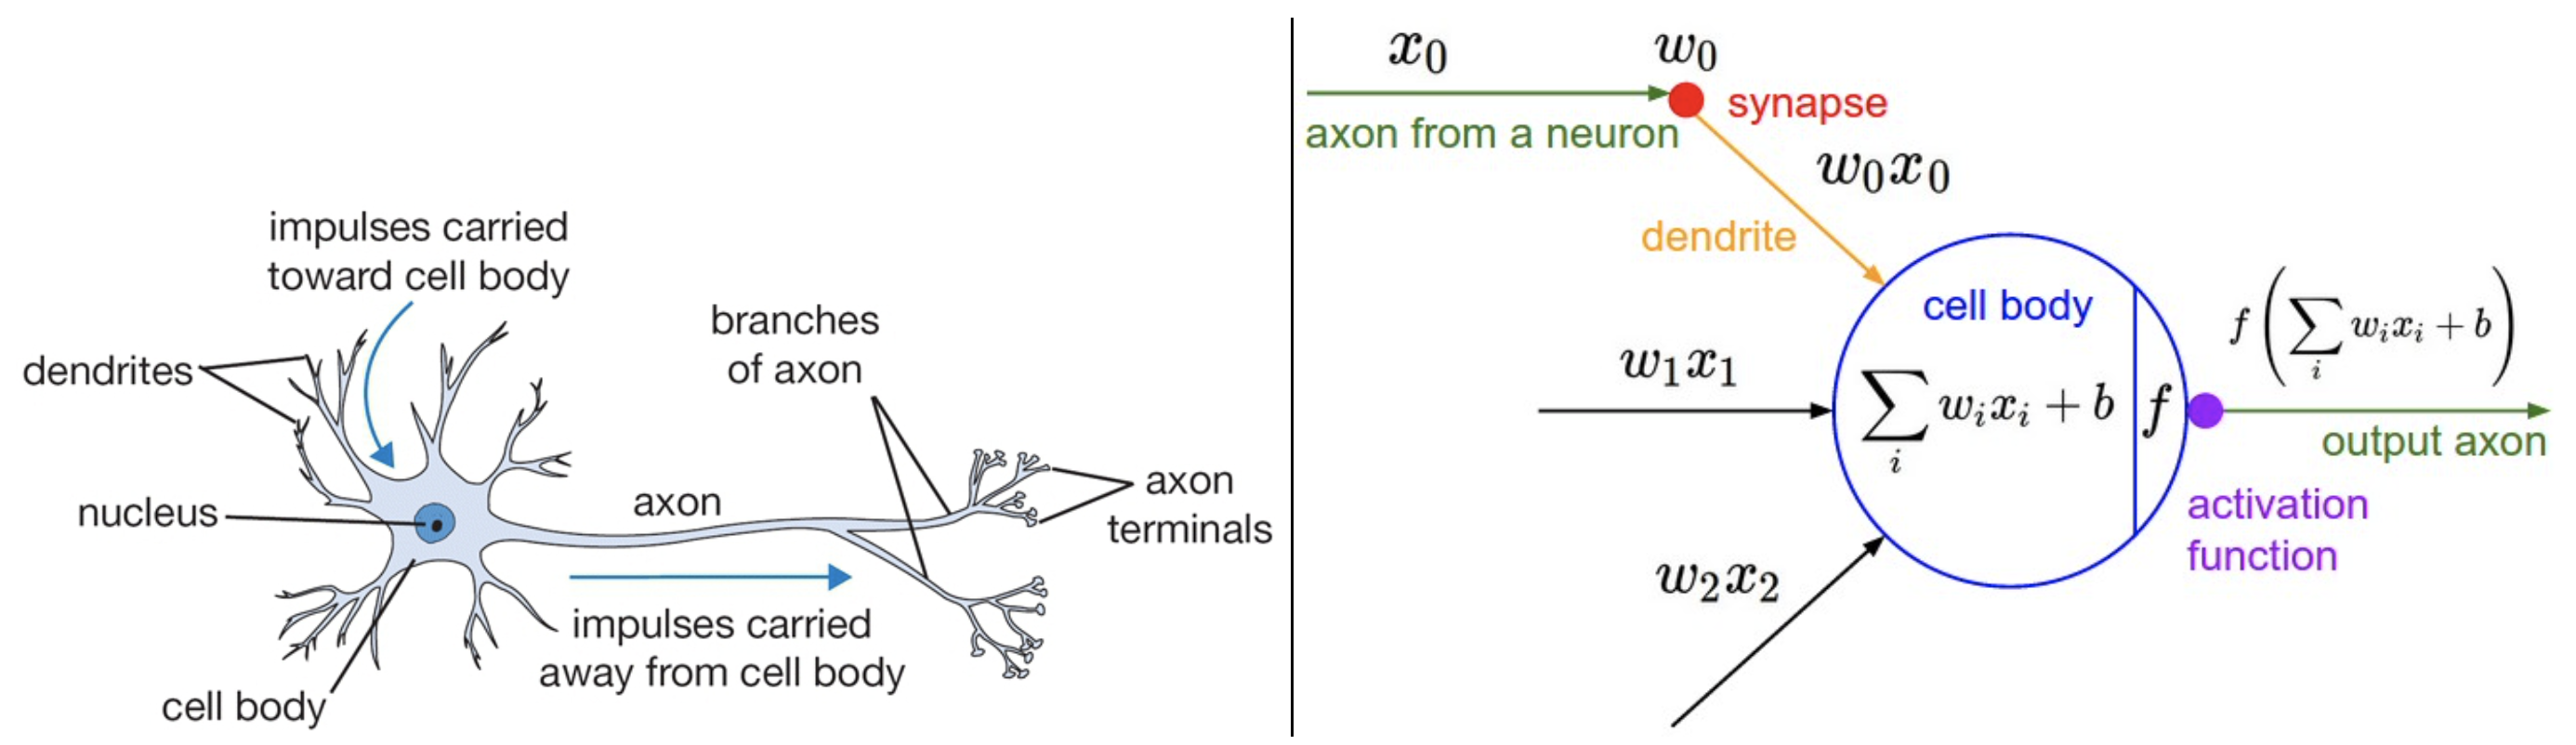 impulses carried
toward cell body
dendrites
branches
of axon
nucleus
axon
axon
terminals
impulses carried
away from cell body
cell body
x₀
w₀
synapse
axon from a neuron
w₀x₀
dendrite
cell body
w₁x₁
∑ᵢ wᵢxᵢ + b
f
f(∑ᵢ wᵢxᵢ + b)
output axon
activation
function
w₂x₂